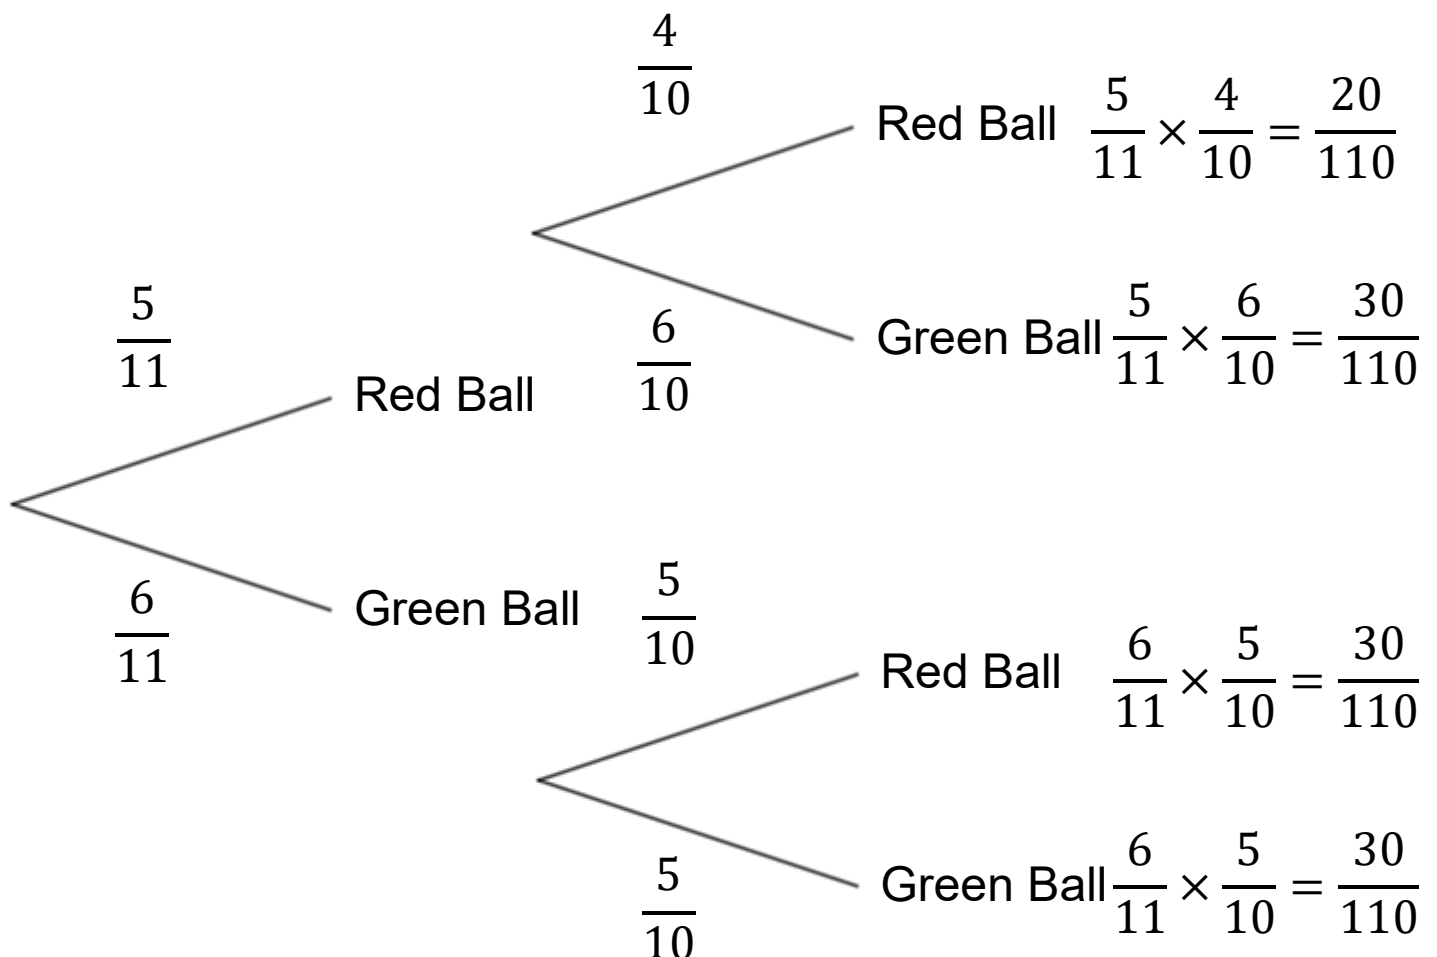 4/10
Red Ball 5/11 × 4/10 = 20/110
5/11
Green Ball 5/11 × 6/10 = 30/110
6/10
Red Ball
6/11
Green Ball
5/10
Red Ball 6/11 × 5/10 = 30/110
5/10
Green Ball 6/11 × 5/10 = 30/110